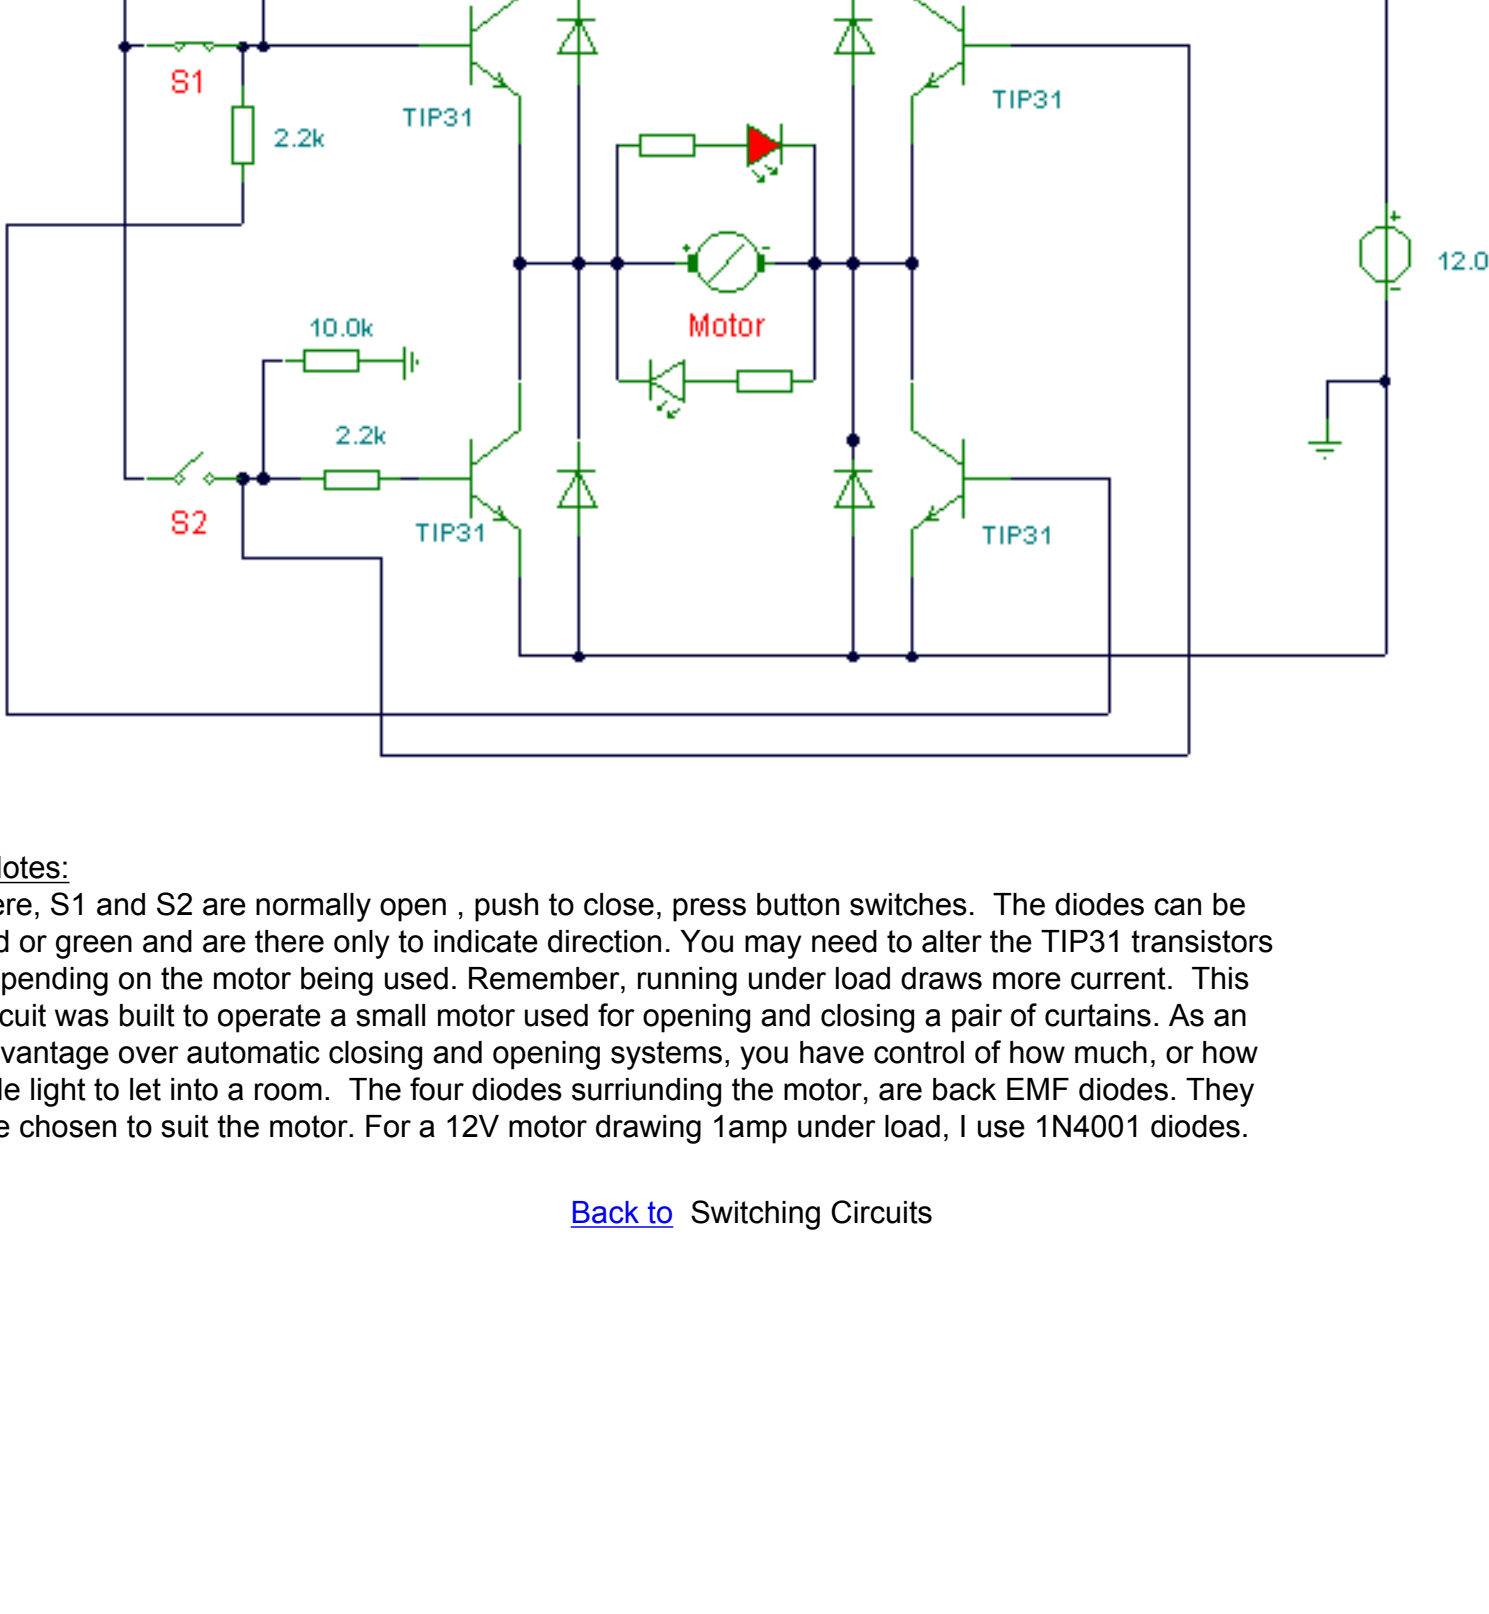 S1
TIP31
TIP31
2.2k
12.0
10.0k
Motor
2.2k
S2
TIP31
TIP31
lotes:
ere, S1 and S2 are normally open , push to close, press button switches.  The diodes can be
d or green and are there only to indicate direction. You may need to alter the TIP31 transistors
pending on the motor being used. Remember, running under load draws more current.  This
cuit was built to operate a small motor used for opening and closing a pair of curtains. As an
vantage over automatic closing and opening systems, you have control of how much, or how
le light to let into a room.  The four diodes surriunding the motor, are back EMF diodes. They
e chosen to suit the motor. For a 12V motor drawing 1amp under load, I use 1N4001 diodes.
Back to  Switching Circuits